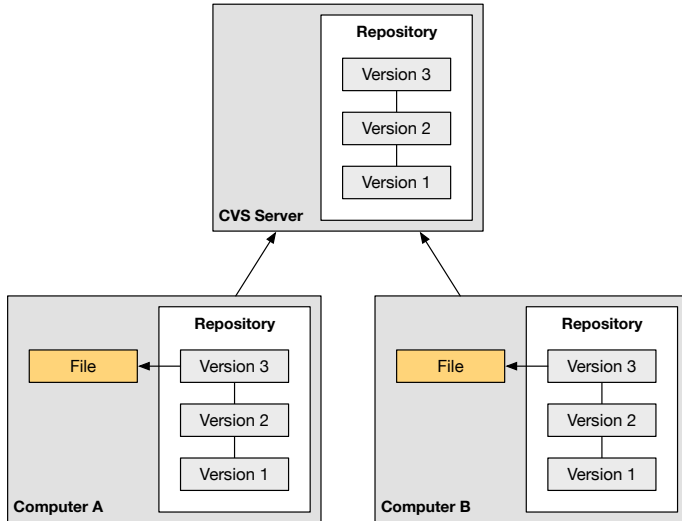 Repository
Version 3
Version 2
Version 1
CVS Server
Repository
File
Version 3
Version 2
Version 1
Computer A
Repository
File
Version 3
Version 2
Version 1
Computer B